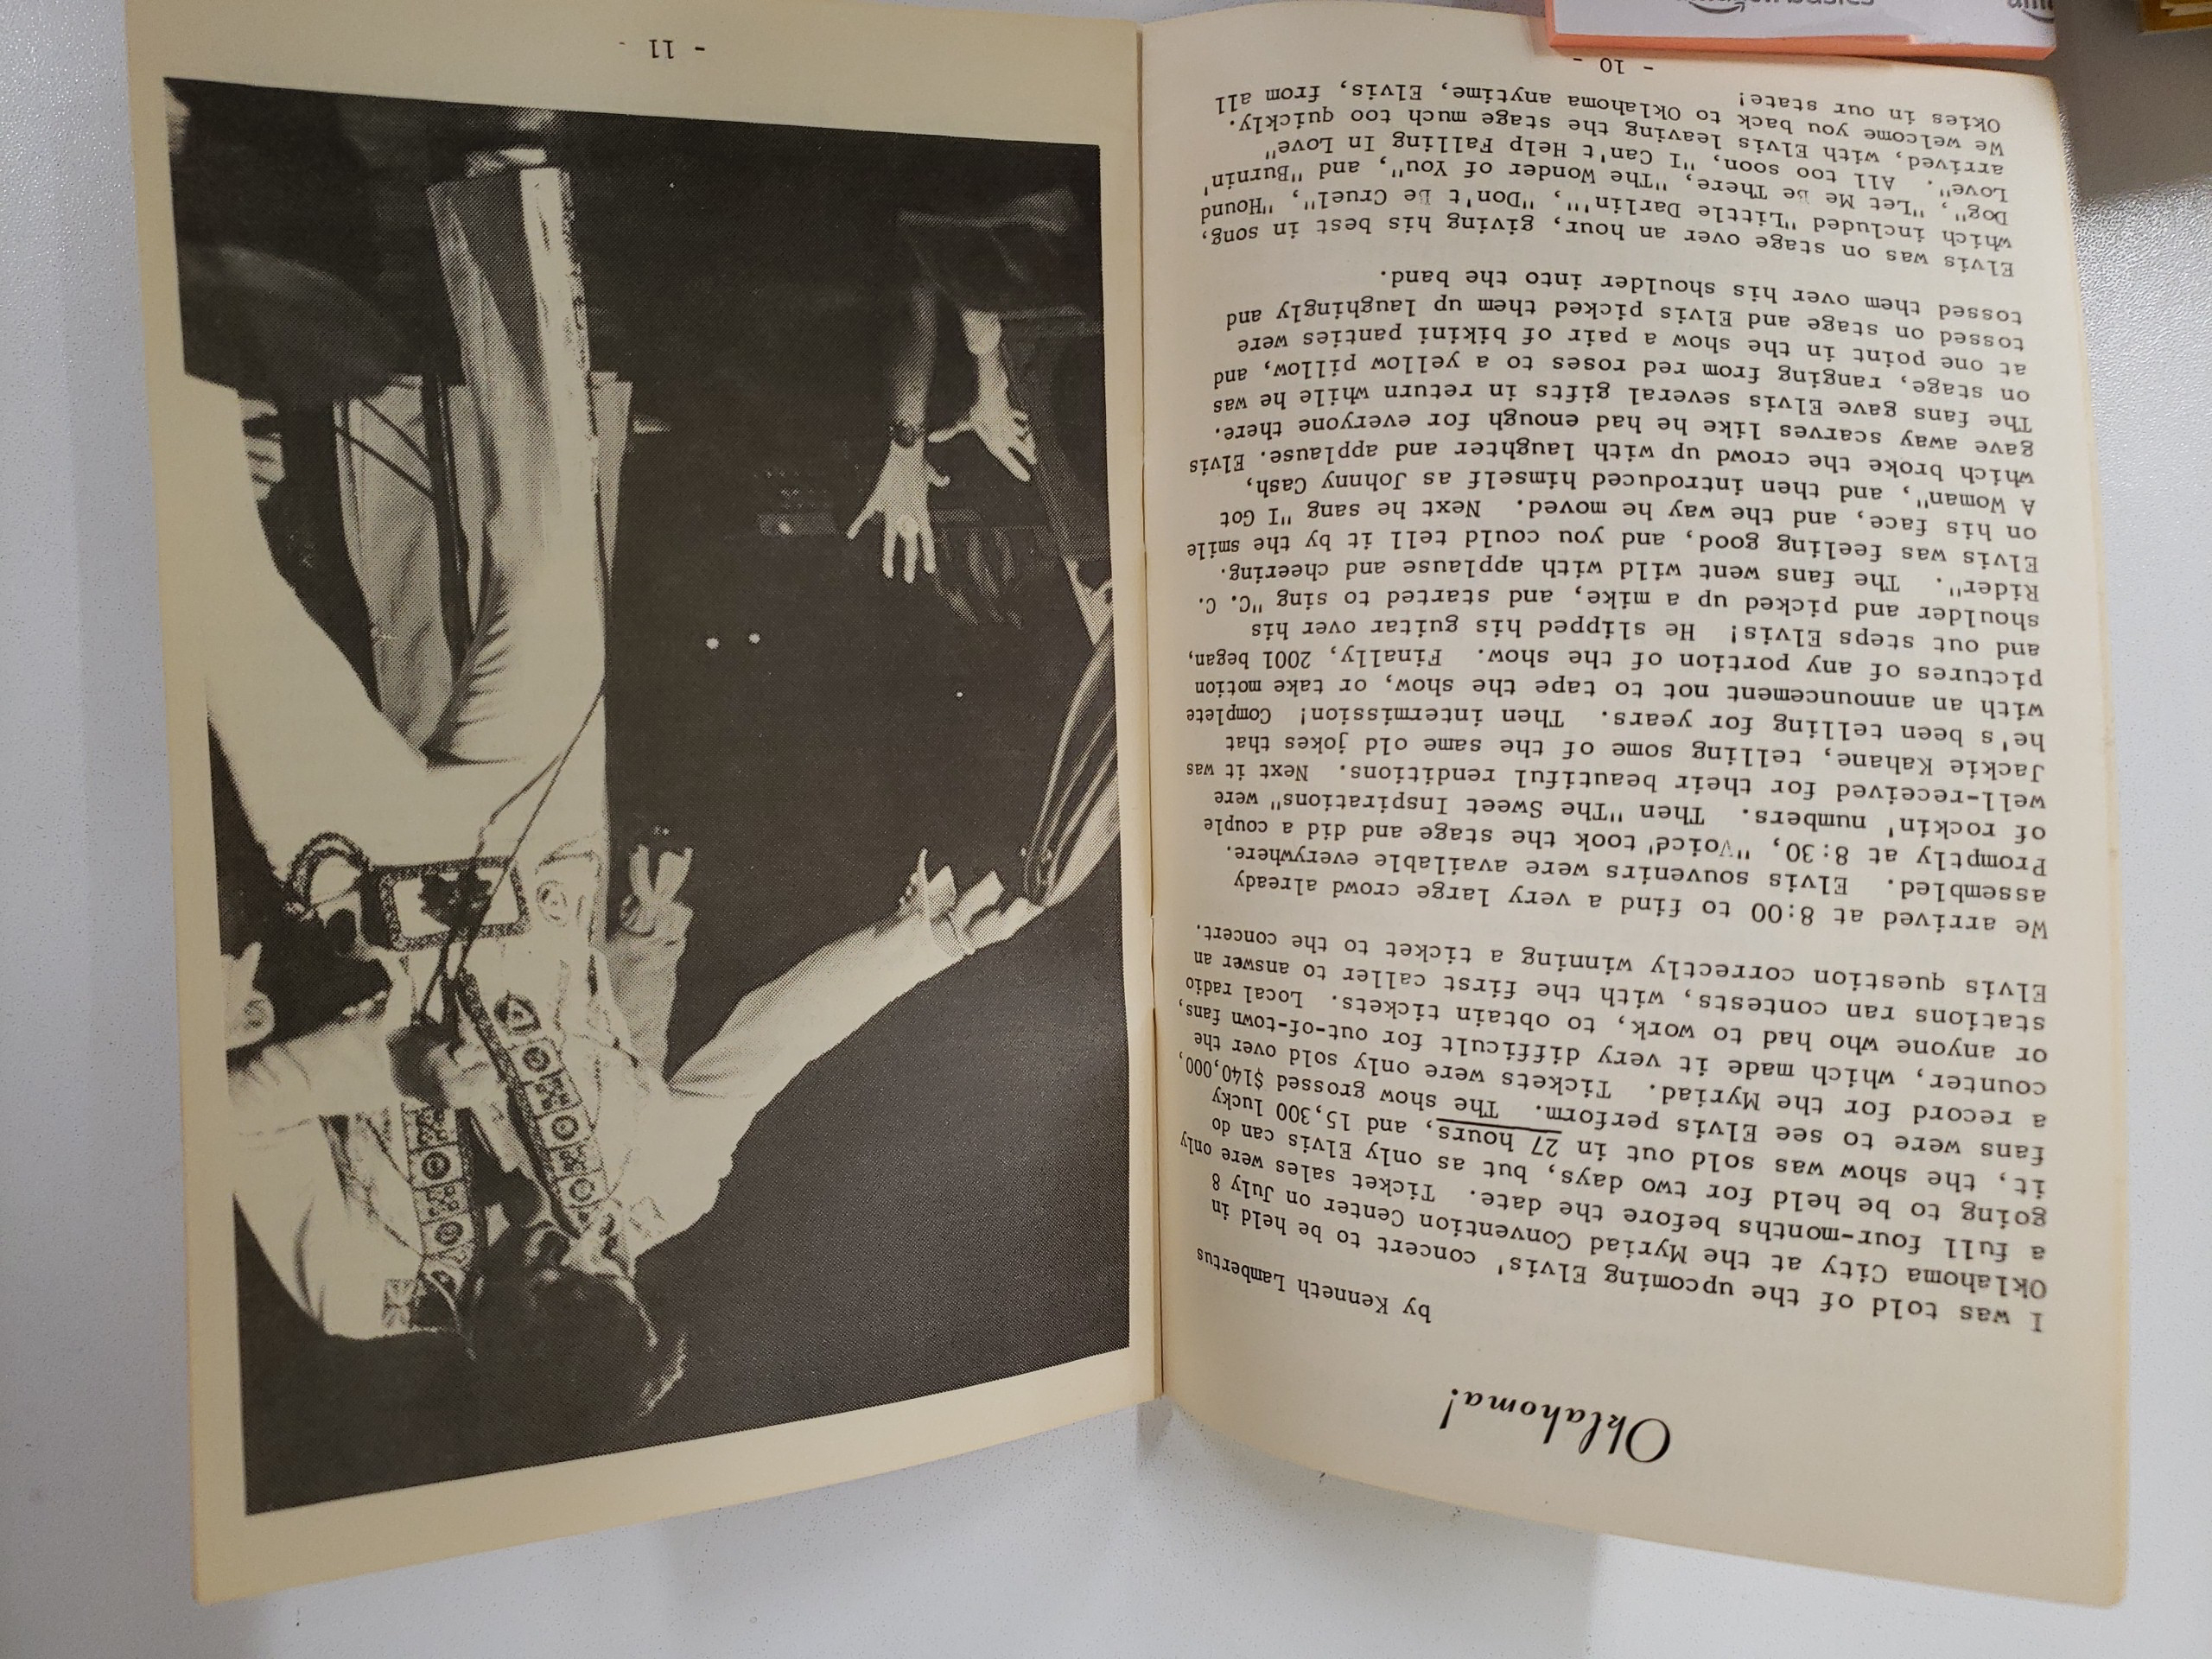 Oklahoma!
by Kenneth Lambertus
I was told of the upcoming Elvis' concert to be held in
Oklahoma City at the Myriad Convention Center on July 8
a full four-months before the date. Ticket sales were only
going to be held for two days, but as only Elvis can do
it, the show was sold out in 27 hours, and 15,300 lucky
fans were to see Elvis perform. The show grossed $140,000,
a record for the Myriad. Tickets were only sold over the
counter, which made it very difficult for out-of-town fans,
or anyone who had to work, to obtain tickets. Local radio
stations ran contests, with the first caller to answer an
Elvis question correctly winning a ticket to the concert.
We arrived at 8:00 to find a very large crowd already
assembled. Elvis souvenirs were available everywhere.
Promptly at 8:30, "Voice" took the stage and did a couple
of rockin' numbers. Then "The Sweet Inspirations" were
well-received for their beautiful renditions. Next it was
Jackie Kahane, telling some of the same old jokes that
he's been telling for years. Then intermission! Complete
with an announcement not to tape the show, or take motion
pictures of any portion of the show. Finally, 2001 began,
and out steps Elvis! He slipped his guitar over his
shoulder and picked up a mike, and started to sing "C. C.
Rider". The fans went wild with applause and cheering.
Elvis was feeling good, and you could tell it by the smile
on his face, and the way he moved. Next he sang "I Got
A Woman", and then introduced himself as Johnny Cash,
which broke the crowd up with laughter and applause. Elvis
gave away scarves like he had enough for everyone there.
The fans gave Elvis several gifts in return while he was
on stage, ranging from red roses to a yellow pillow, and
at one point in the show a pair of bikini panties were
tossed on stage and Elvis picked them up laughingly and
tossed them over his shoulder into the band.
Elvis was on stage over an hour, giving his best in song,
which included "Little Darlin'", "Don't Be Cruel", "Hound
Dog", "Let Me Be There, "The Wonder of You", and "Burnin'
Love". All too soon, "I Can't Help Falling In Love"
arrived, with Elvis leaving the stage much too quickly.
We welcome you back to Oklahoma anytime, Elvis, from all
Okies in our state!
- 10 -
- 11 -